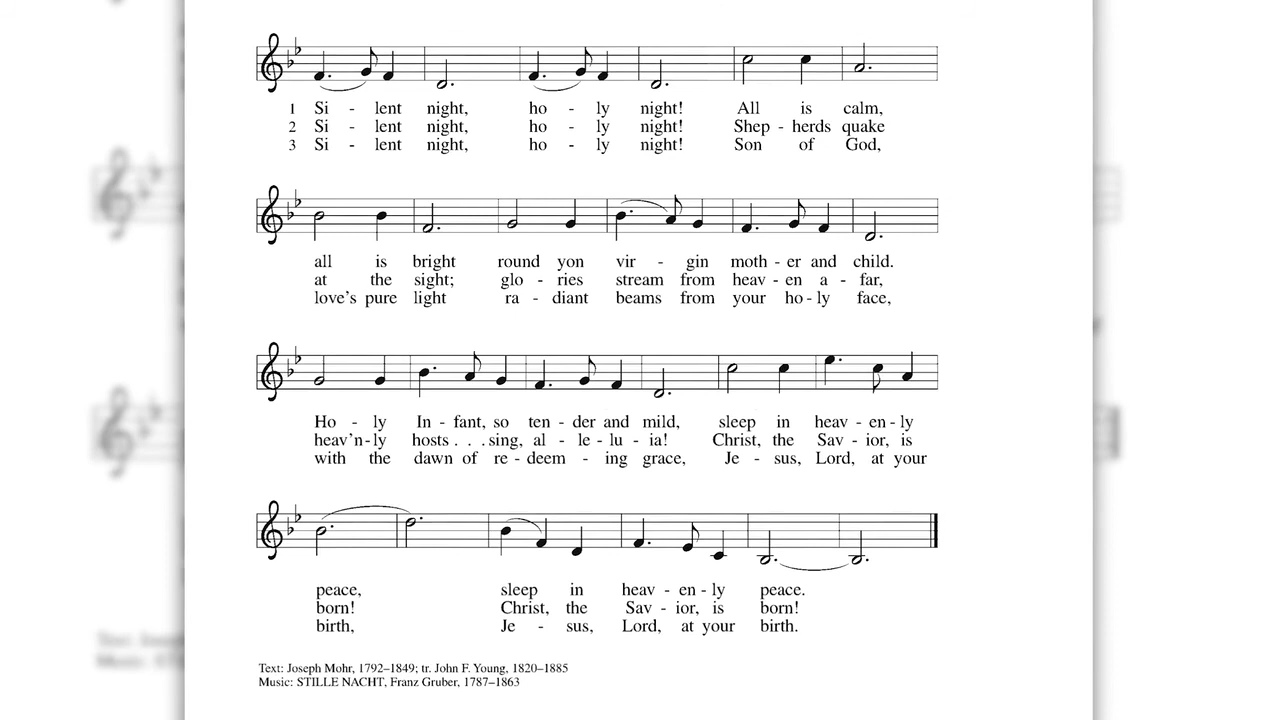 1 Si - lent night, ho - ly night! All is calm,
2 Si - lent night, ho - ly night! Shep - herds quake
3 Si - lent night, ho - ly night! Son of God,
all is bright round yon vir - gin moth - er and child.
at the sight; glo - ries stream from heav - en a - far,
love's pure light ra - diant beams from your ho - ly face,
Ho - ly In - fant, so ten - der and mild, sleep in heav - en - ly
heav'n - ly hosts . . . sing, al - le - lu - ia! Christ, the Sav - ior, is
with the dawn of re - deem - ing grace, Je - sus, Lord, at your
peace, sleep in heav - en - ly peace.
born! Christ, the Sav - ior, is born!
birth, Je - sus, Lord, at your birth.
Text: Joseph Mohr, 1792–1849; tr. John F. Young, 1820–1885
Music: STILLE NACHT, Franz Gruber, 1787–1863